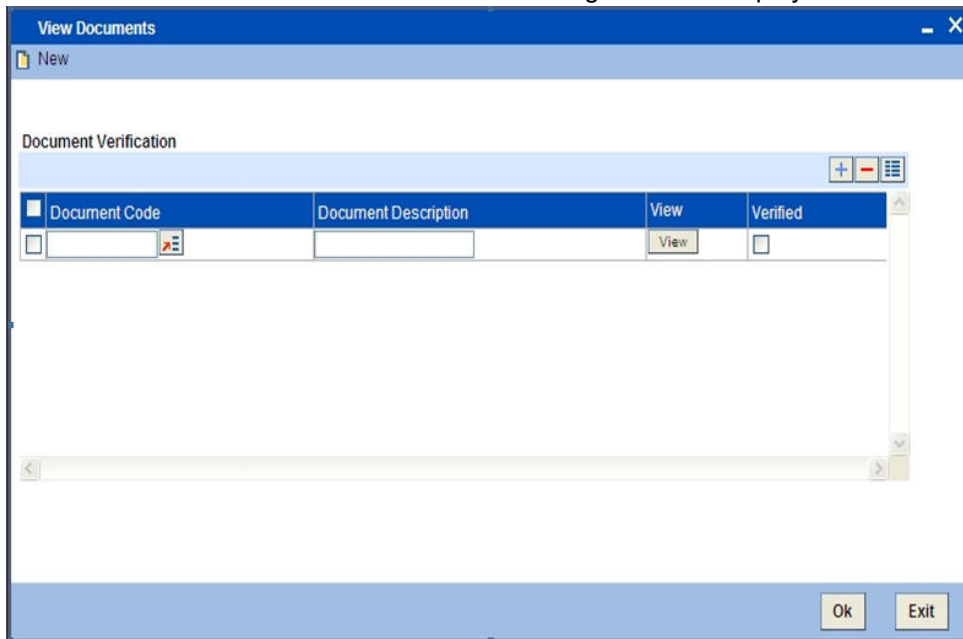 View Documents
New
Document Verification
Document Code Document Description View Verified
View
Ok Exit